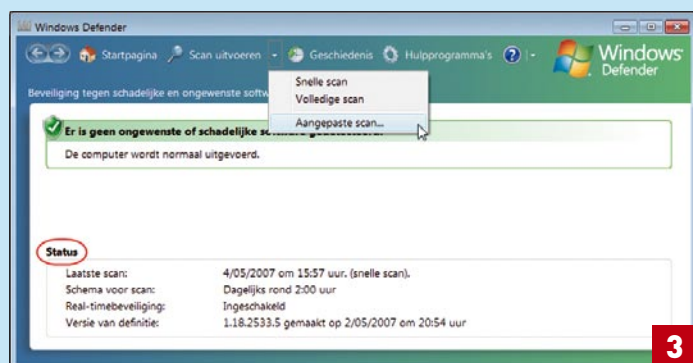 Windows Defender
Startpagina Scan uitvoeren Geschiedenis Hulpprogramma's
Windows
Defender
Beveiliging tegen schadelijke en ongewenste softw
Snelle scan
Volledige scan
Aangepaste scan...
Er is geen ongewenste of schadelijke
De computer wordt normaal uitgevoerd.
Status
Laatste scan: 4/05/2007 om 15:57 uur. (snelle scan).
Schema voor scan: Dagelijks rond 2:00 uur
Real-timebeveiliging: Ingeschakeld
Versie van definitie: 1.18.2533.5 gemaakt op 2/05/2007 om 20:54 uur
3